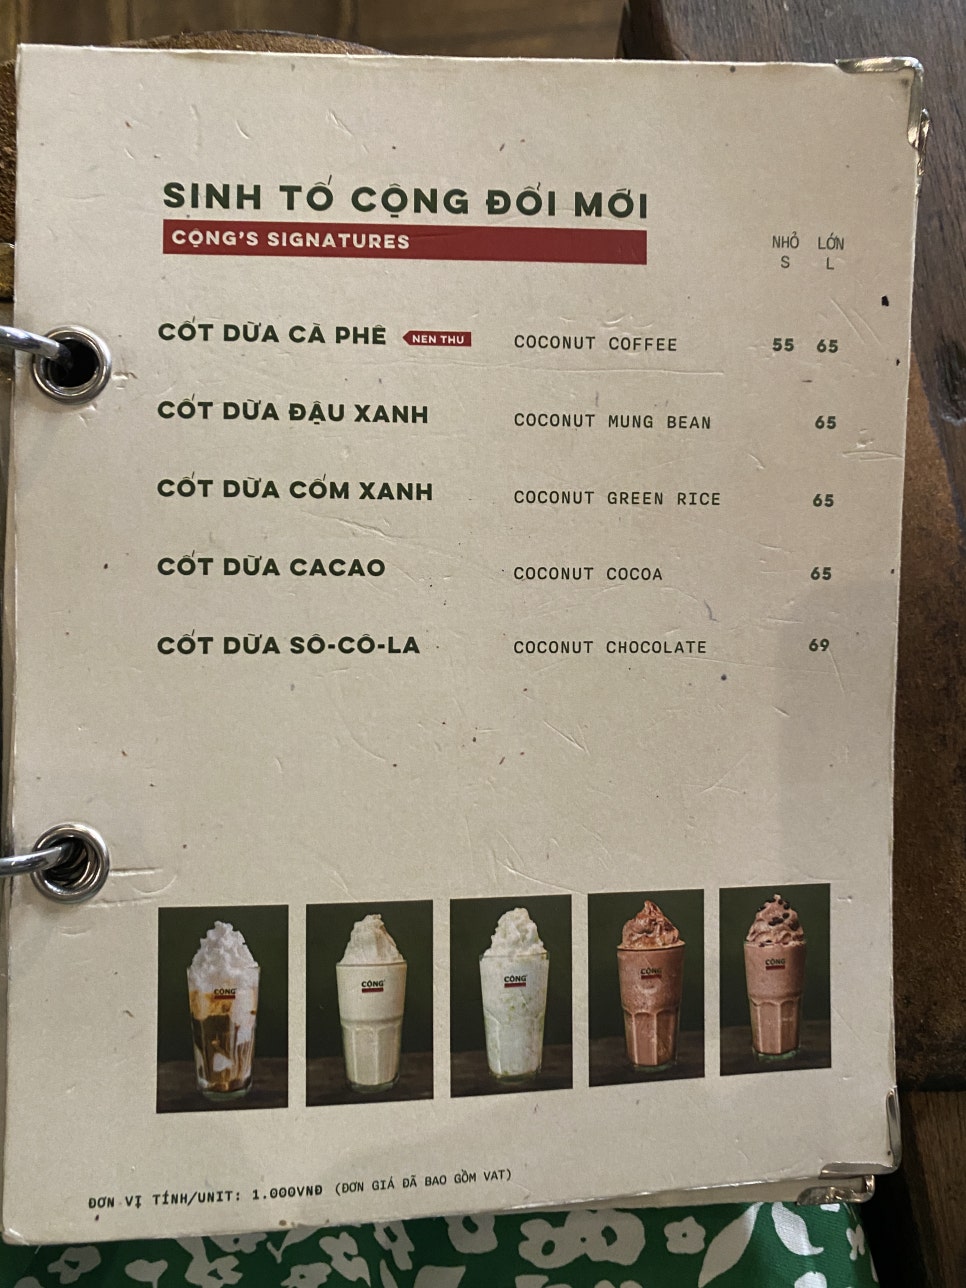 SINH TỐ CỘNG ĐỔI MỚI
CỘNG'S SIGNATURES
NHỎ LỚN
S L
CỐT DỪA CÀ PHÊ NEN THU COCONUT COFFEE 55 65
CỐT DỪA ĐẬU XANH COCONUT MUNG BEAN 65
CỐT DỪA CỐM XANH COCONUT GREEN RICE 65
CỐT DỪA CACAO COCONUT COCOA 65
CỐT DỪA SÔ-CÔ-LA COCONUT CHOCOLATE 69
CỘNG CỘNG CỘNG CỘNG CỘNG
ĐƠN VỊ TÍNH/UNIT: 1.000VNĐ (ĐƠN GIÁ ĐÃ BAO GỒM VAT)